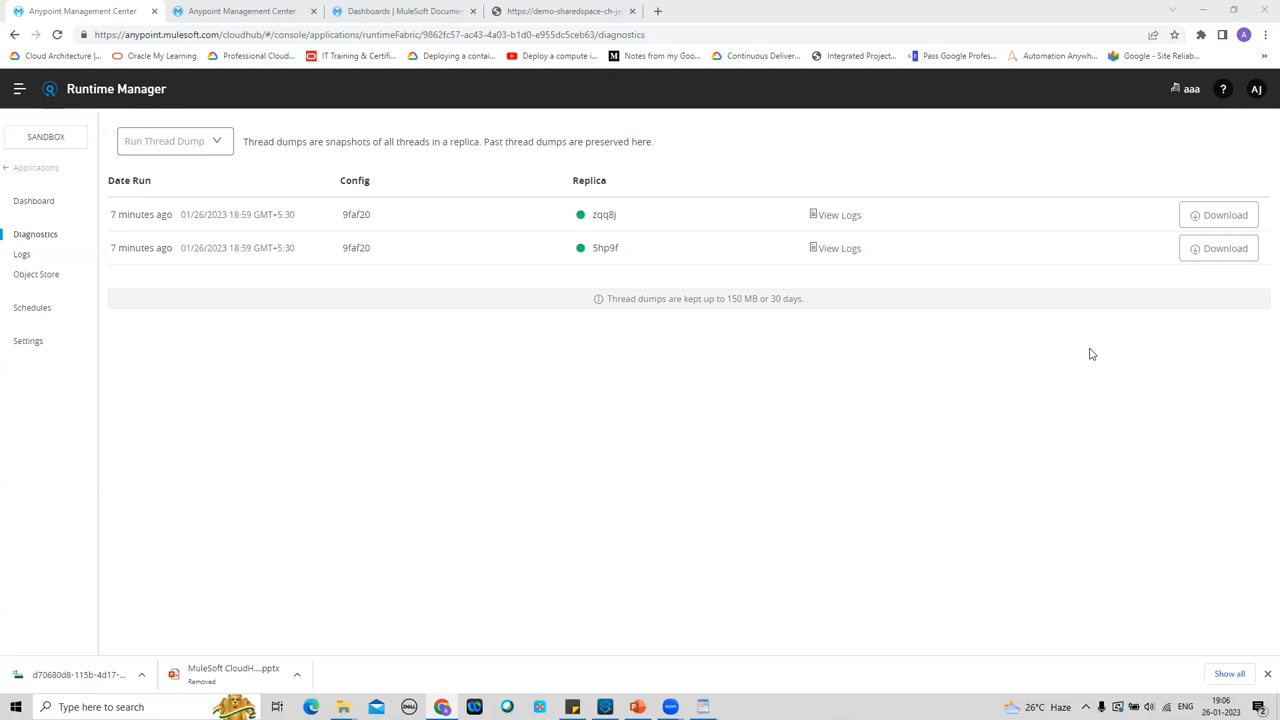 Anypoint Management Center
Anypoint Management Center
Dashboards | MuleSoft Documen
https://demo-sharedspace-ch-je
https://anypoint.mulesoft.com/cloudhub/#/console/applications/runtimeFabric/9862fc57-ac43-4a03-b1d0-e955dc5ceb63/diagnostics
A
Cloud Architecture |...
Oracle My Learning
Professional Cloud...
IT Training & Certifi...
Deploying a contai...
Deploy a compute i...
Notes from my Goo...
Continuous Deliver...
Integrated Project...
Pass Google Profes...
Automation Anywh...
Google - Site Reliab...
Runtime Manager
aaa
?
AJ
SANDBOX
Applications
Dashboard
Diagnostics
Logs
Object Store
Schedules
Settings
Run Thread Dump
Thread dumps are snapshots of all threads in a replica. Past thread dumps are preserved here.
Date Run Config Replica
7 minutes ago 01/26/2023 18:59 GMT+5:30 9faf20 zqq8j View Logs Download
7 minutes ago 01/26/2023 18:59 GMT+5:30 9faf20 5hp9f View Logs Download
Thread dumps are kept up to 150 MB or 30 days.
d70680d8-115b-4d17-...
MuleSoft CloudH....pptx
Removed
Show all
Type here to search
DELL
zoom
26°C Haze
ENG
19:06
26-01-2023
2